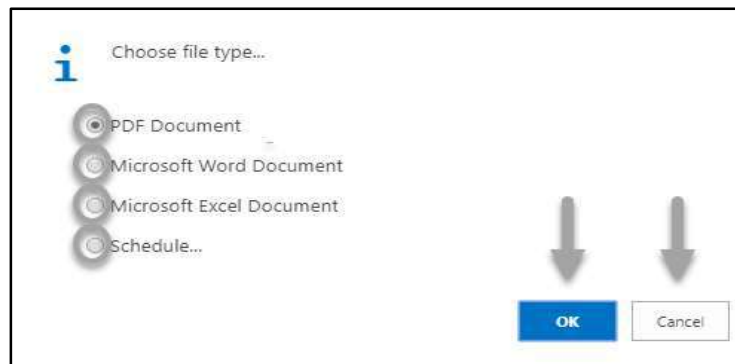 Choose file type...
PDF Document
Microsoft Word Document
Microsoft Excel Document
Schedule...
OK Cancel